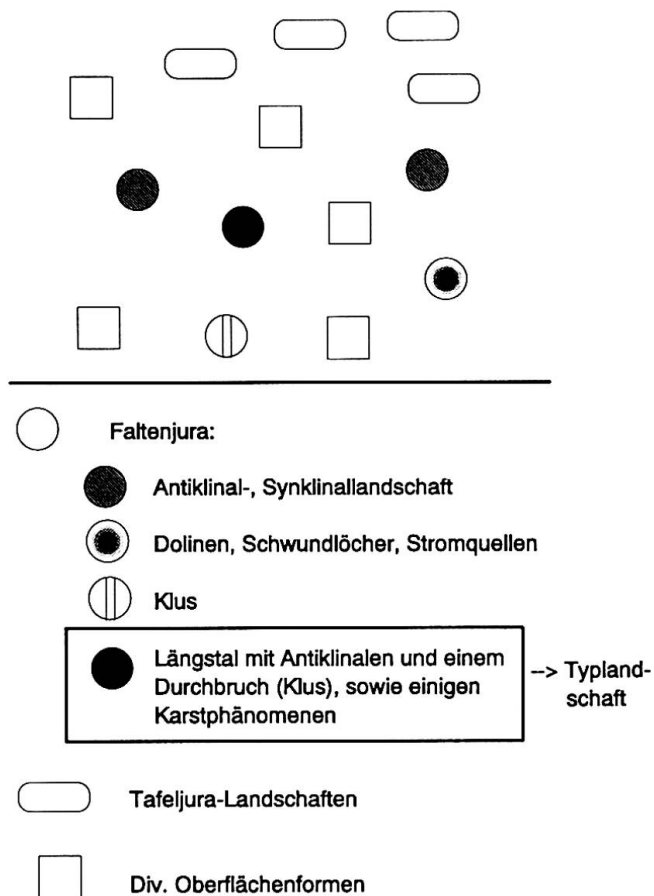 Faltenjura:
Antiklinal-, Synklinallandschaft
Dolinen, Schwundlöcher, Stromquellen
Klus
Längstal mit Antiklinalen und einem
Durchbruch (Klus), sowie einigen
Karstphänomenen
--> Typland-
schaft
Tafeljura-Landschaften
Div. Oberflächenformen